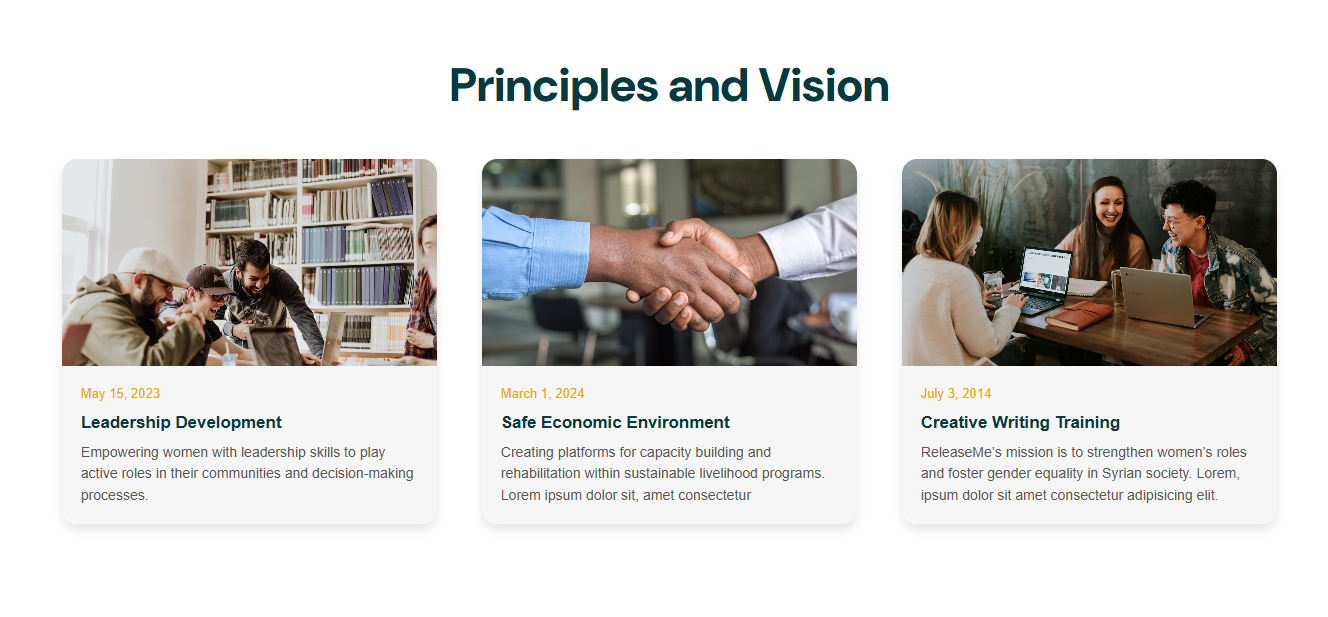 Principles and Vision
May 15, 2023
Leadership Development
Empowering women with leadership skills to play
active roles in their communities and decision-making
processes.
March 1, 2024
Safe Economic Environment
Creating platforms for capacity building and
rehabilitation within sustainable livelihood programs.
Lorem ipsum dolor sit, amet consectetur
July 3, 2014
Creative Writing Training
ReleaseMe’s mission is to strengthen women’s roles
and foster gender equality in Syrian society. Lorem,
ipsum dolor sit amet consectetur adipisicing elit.